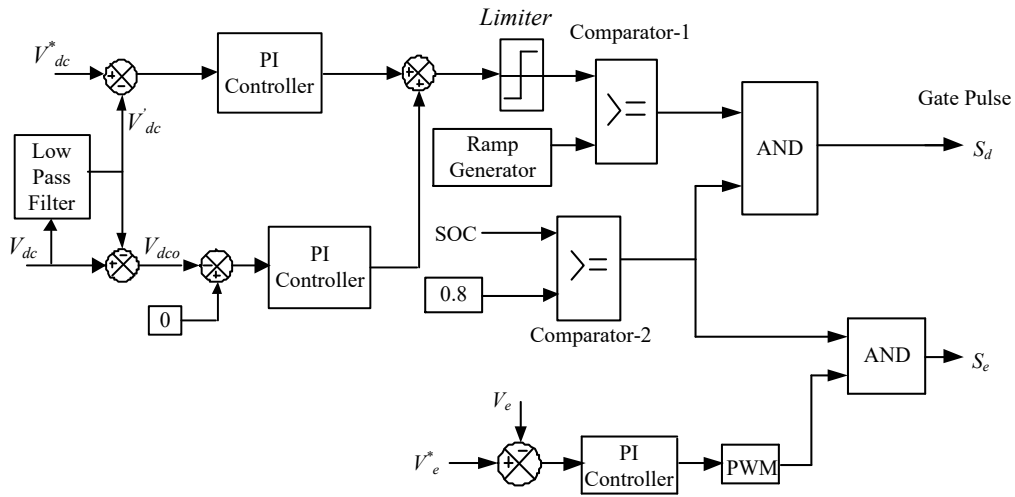 Limiter
Comparator-1
V*dc
PI
Controller
>=
Gate Pulse
V'dc
Ramp
Generator
AND
Sd
Low
Pass
Filter
SOC
Vdc
Vdco
PI
Controller
>=
0.8
0
Comparator-2
AND
Se
Ve
V*e
PI
Controller
PWM